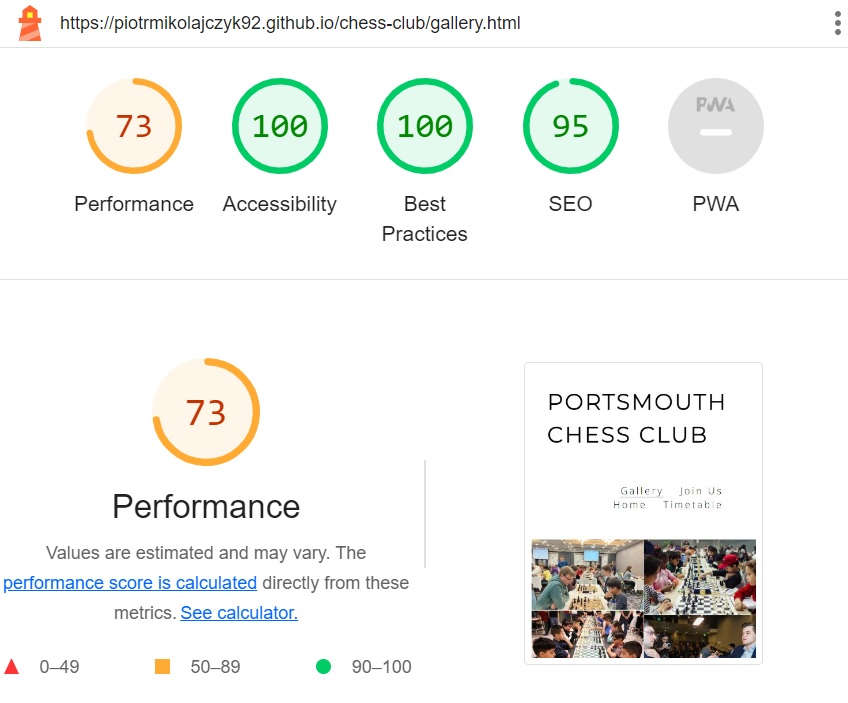 https://piotrmikolajczyk92.github.io/chess-club/gallery.html
73
100
100
95
PWA
Performance
Accessibility
Best
Practices
SEO
PWA
73
Performance
Values are estimated and may vary. The
performance score is calculated directly from these
metrics. See calculator.
0–49
50–89
90–100
PORTSMOUTH
CHESS CLUB
Gallery Join Us
Home Timetable